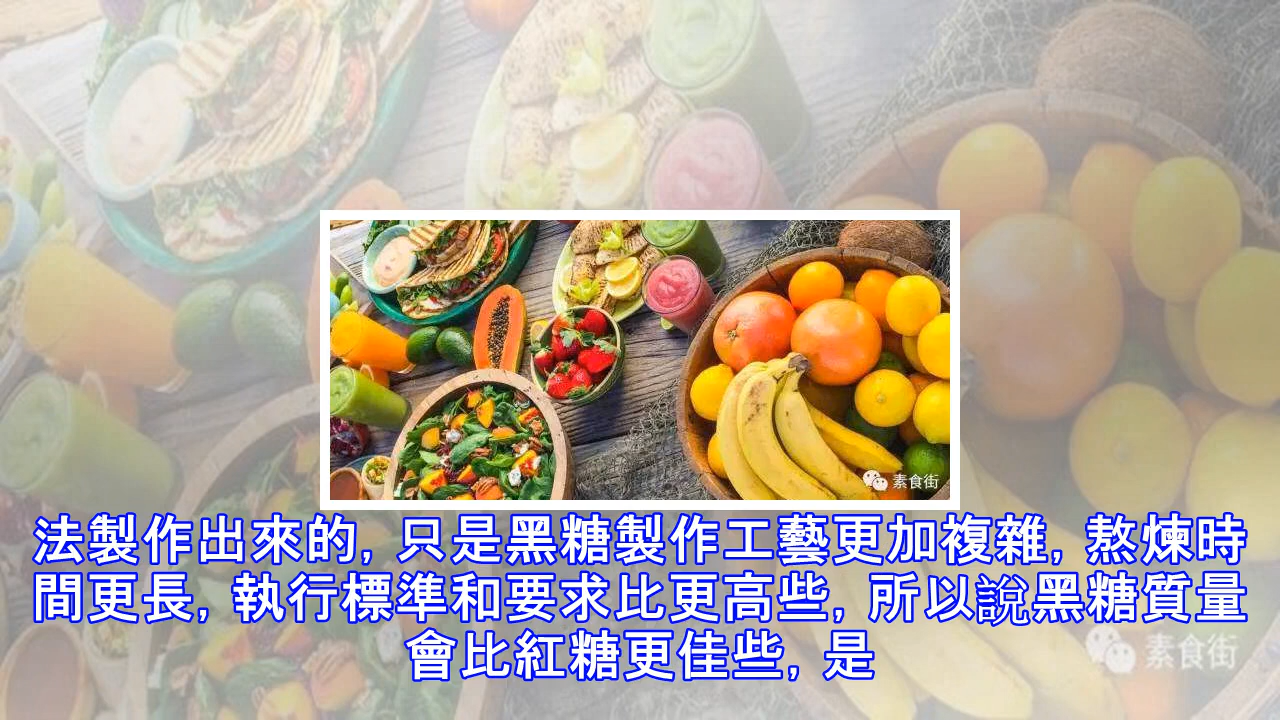 素食街
法製作出來的, 只是黑糖製作工藝更加複雜, 熬煉時
間更長, 執行標準和要求比更高些, 所以說黑糖質量
會比紅糖更佳些, 是
素食街